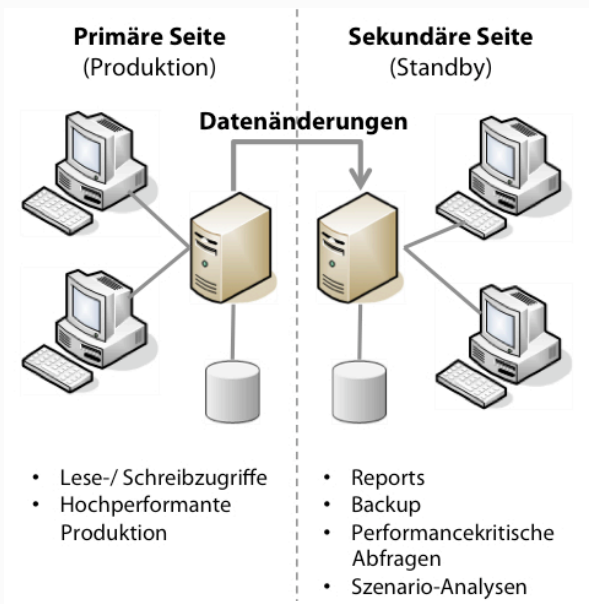 Primäre Seite
(Produktion)
Sekundäre Seite
(Standby)
Datenänderungen
• Lese-/ Schreibzugriffe
• Hochperformante
Produktion
• Reports
• Backup
• Performancekritische
Abfragen
• Szenario-Analysen